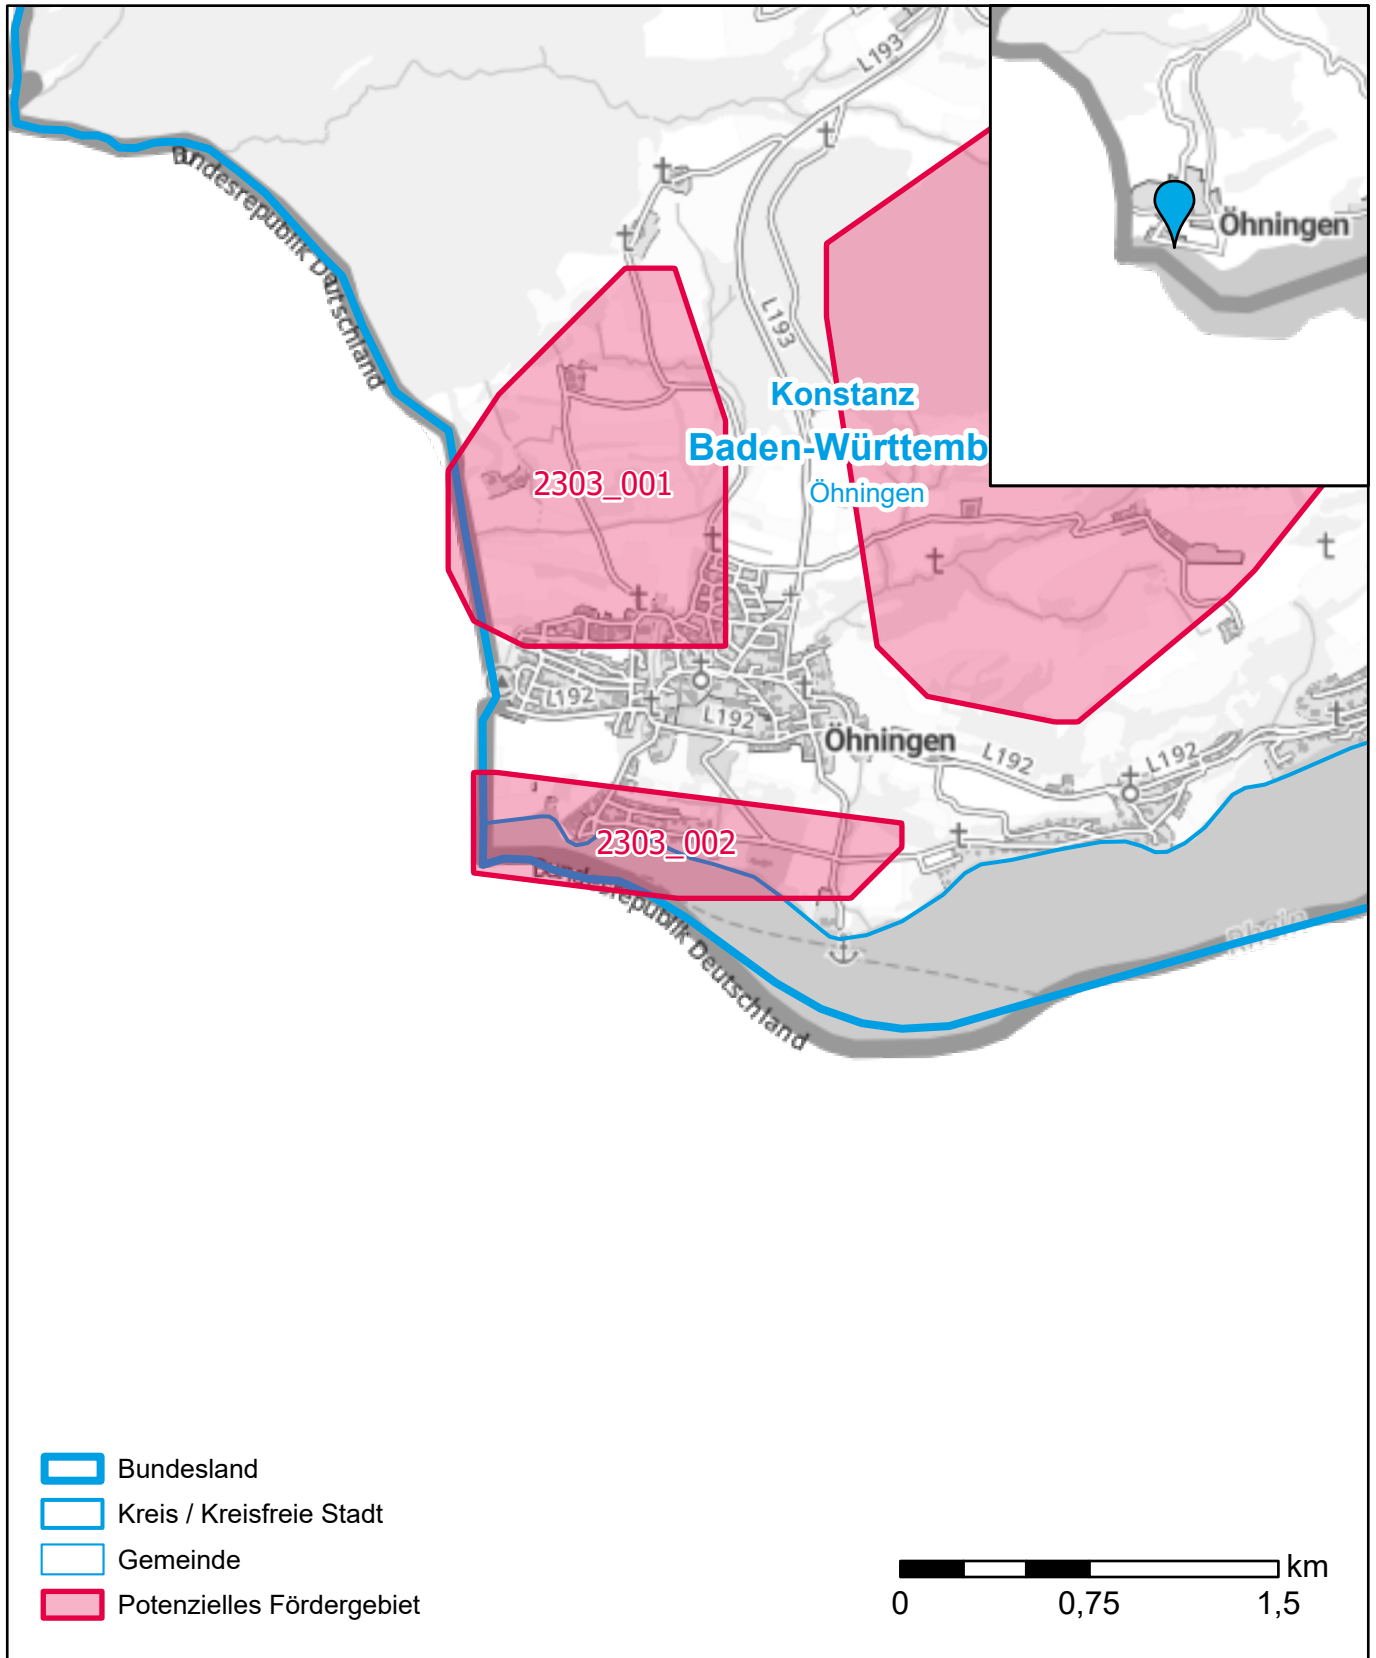 L193
Bundesrepublik Deutschland
Öhningen
L193
Konstanz
Baden-Württemb
2303_001
Öhningen
L192
L192
Öhningen
L192
L192
2303_002
Bundesrepublik Deutschland
Rhein
Bundesland
Kreis / Kreisfreie Stadt
Gemeinde
Potenzielles Fördergebiet
km
0 0,75 1,5